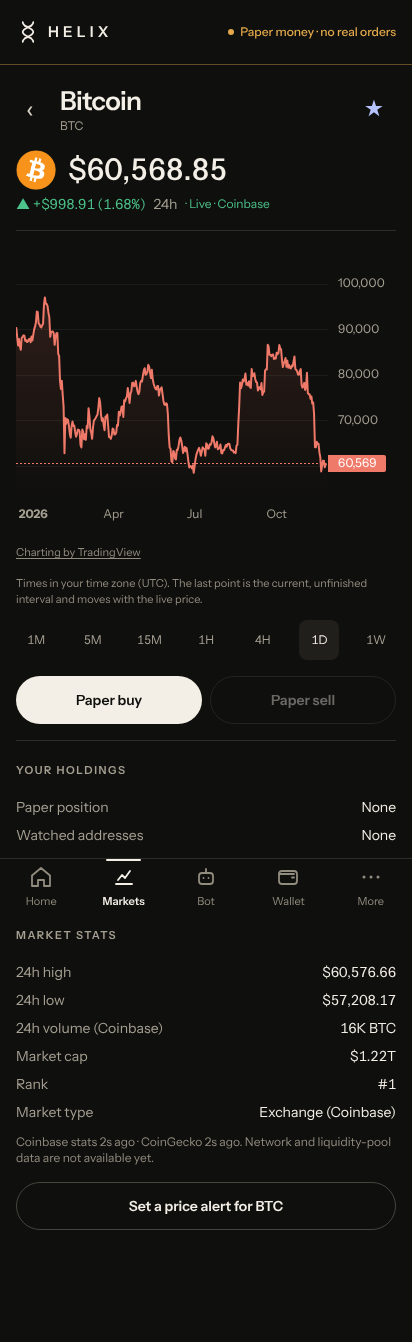 HELIX
Paper money · no real orders
Bitcoin
BTC
$60,568.85
▲ +$998.91 (1.68%) 24h · Live · Coinbase
100,000
90,000
80,000
70,000
60,569
2026 Apr Jul Oct
Charting by TradingView
Times in your time zone (UTC). The last point is the current, unfinished
interval and moves with the live price.
1M 5M 15M 1H 4H 1D 1W
Paper buy Paper sell
YOUR HOLDINGS
Paper position None
Watched addresses None
Home Markets Bot Wallet More
MARKET STATS
24h high $60,576.66
24h low $57,208.17
24h volume (Coinbase) 16K BTC
Market cap $1.22T
Rank #1
Market type Exchange (Coinbase)
Coinbase stats 2s ago · CoinGecko 2s ago. Network and liquidity-pool
data are not available yet.
Set a price alert for BTC